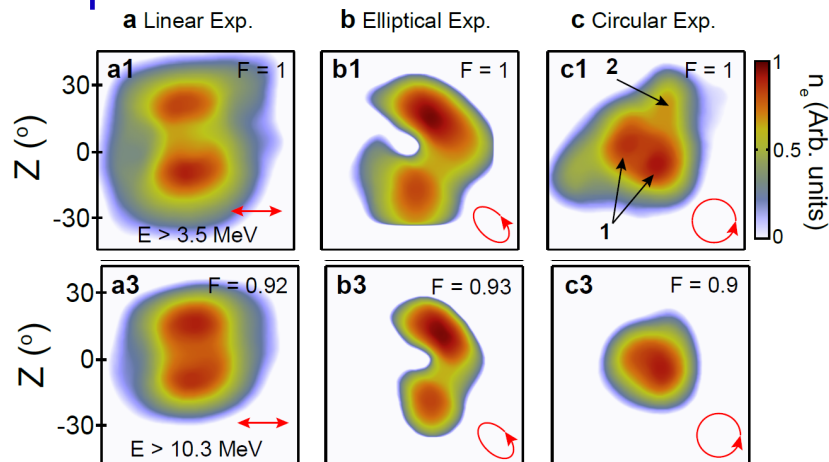 a Linear Exp. b Elliptical Exp. c Circular Exp.
a1 F = 1 b1 F = 1 c1 F = 1
2
1
30
0
-30
Z (o)
E > 3.5 MeV
1
0.5
0
ne (Arb. units)
a3 F = 0.92 b3 F = 0.93 c3 F = 0.9
30
0
-30
Z (o)
E > 10.3 MeV